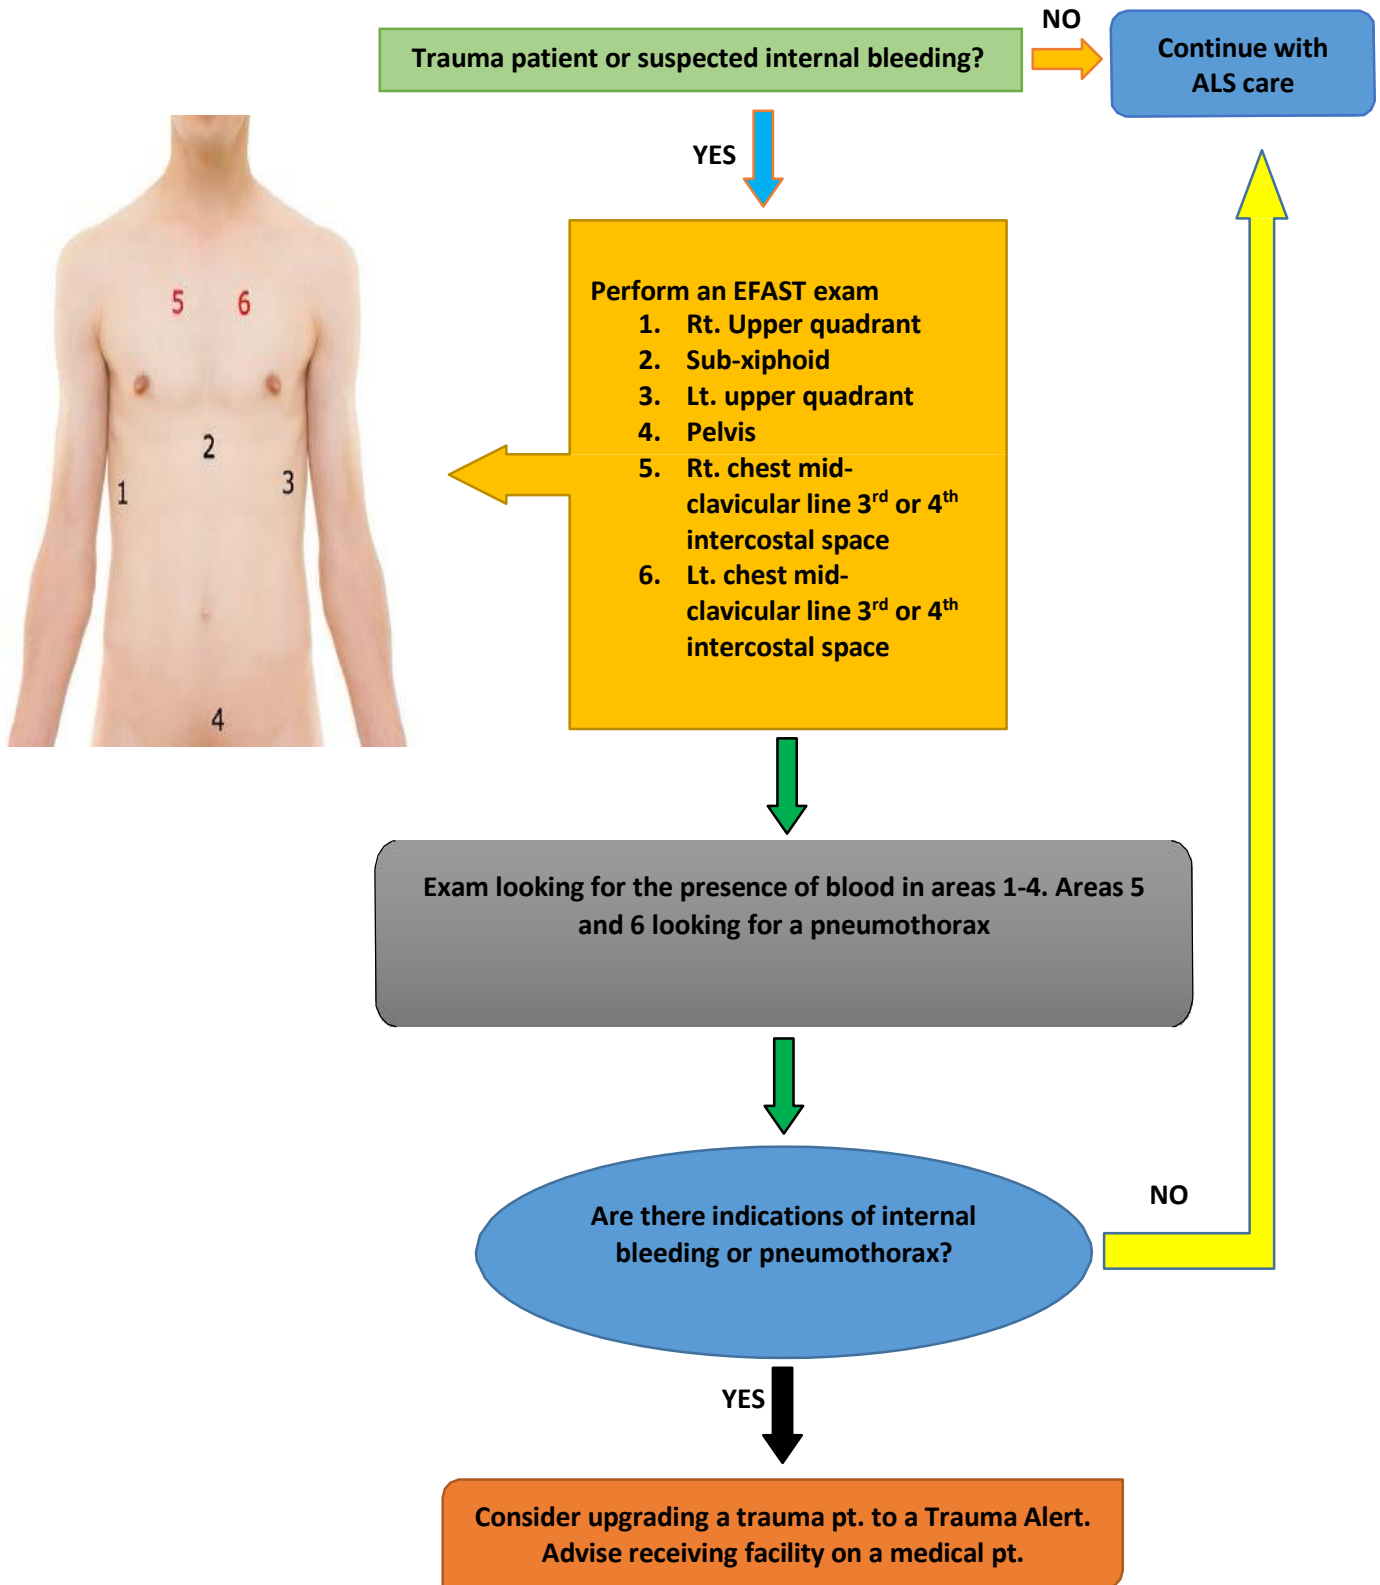 Trauma patient or suspected internal bleeding?
NO
Continue with
ALS care
YES
Perform an EFAST exam
1. Rt. Upper quadrant
2. Sub-xiphoid
3. Lt. upper quadrant
4. Pelvis
5. Rt. chest mid-
clavicular line 3rd or 4th
intercostal space
6. Lt. chest mid-
clavicular line 3rd or 4th
intercostal space
5 6
2
1 3
4
Exam looking for the presence of blood in areas 1-4. Areas 5
and 6 looking for a pneumothorax
Are there indications of internal
bleeding or pneumothorax?
NO
YES
Consider upgrading a trauma pt. to a Trauma Alert.
Advise receiving facility on a medical pt.